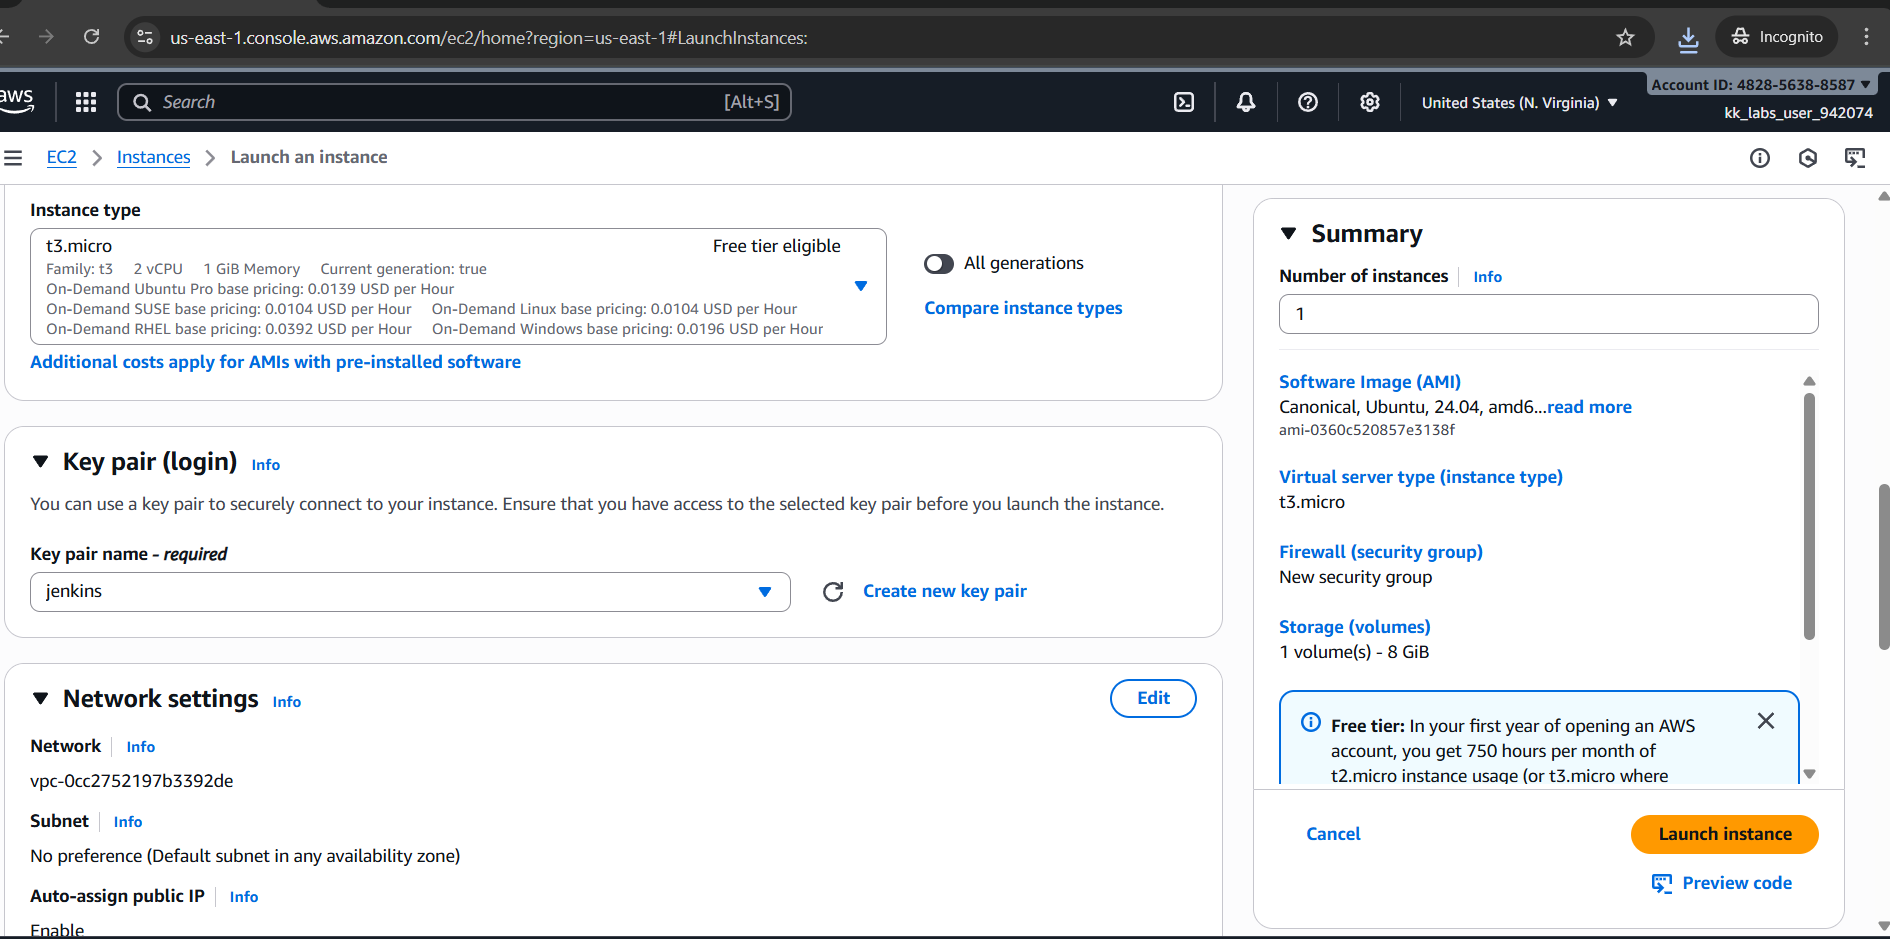 us-east-1.console.aws.amazon.com/ec2/home?region=us-east-1#LaunchInstances:
Incognito
aws
Search
[Alt+S]
United States (N. Virginia)
Account ID: 4828-5638-8587
kk_labs_user_942074
EC2
Instances
Launch an instance
Instance type
t3.micro
Free tier eligible
Family: t3 2 vCPU 1 GiB Memory Current generation: true
On-Demand Ubuntu Pro base pricing: 0.0139 USD per Hour
On-Demand SUSE base pricing: 0.0104 USD per Hour On-Demand Linux base pricing: 0.0104 USD per Hour
On-Demand RHEL base pricing: 0.0392 USD per Hour On-Demand Windows base pricing: 0.0196 USD per Hour
All generations
Compare instance types
Additional costs apply for AMIs with pre-installed software
Key pair (login) Info
You can use a key pair to securely connect to your instance. Ensure that you have access to the selected key pair before you launch the instance.
Key pair name - required
jenkins
Create new key pair
Network settings Info
Edit
Network Info
vpc-0cc2752197b3392de
Subnet Info
No preference (Default subnet in any availability zone)
Auto-assign public IP Info
Enable
Summary
Number of instances Info
1
Software Image (AMI)
Canonical, Ubuntu, 24.04, amd6...read more
ami-0360c520857e3138f
Virtual server type (instance type)
t3.micro
Firewall (security group)
New security group
Storage (volumes)
1 volume(s) - 8 GiB
Free tier: In your first year of opening an AWS
account, you get 750 hours per month of
t2.micro instance usage (or t3.micro where
Cancel
Launch instance
Preview code